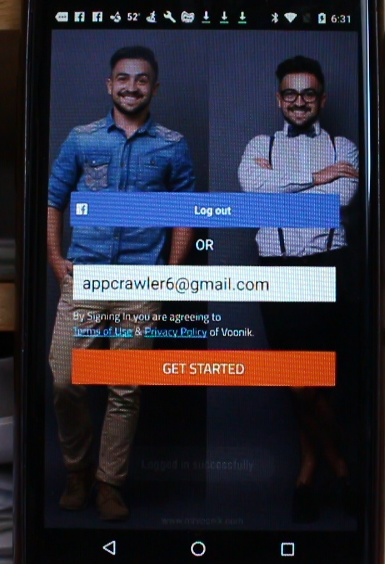 52° 6:31
Log out
OR
appcrawler6@gmail.com
By Signing In you are agreeing to
Terms of Use & Privacy Policy of Voonik.
GET STARTED
Logged in successfully